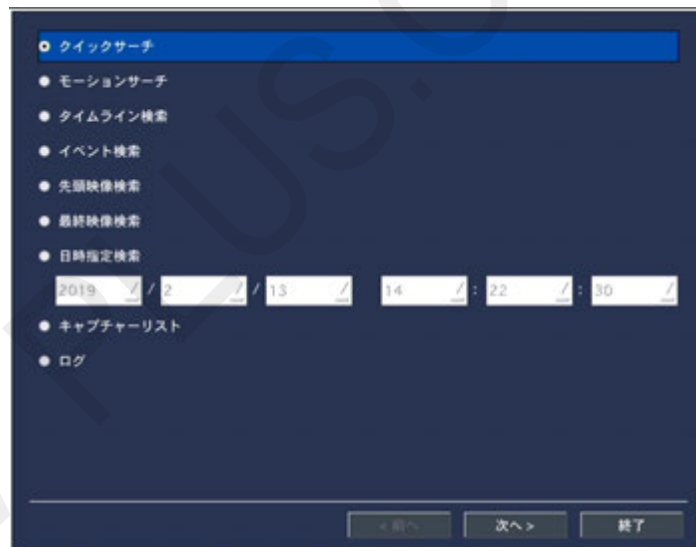 クイックサーチ
モーションサーチ
タイムライン検索
イベント検索
先頭映像検索
最終映像検索
日時指定検索
2019 / 2 / 13 14 : 22 : 30
キャプチャーリスト
ログ
< 前へ 次へ > 終了